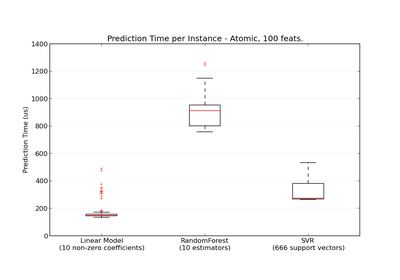 Prediction Time per Instance - Atomic, 100 feats.
1400
1200
1000
800
600
400
200
0
Prediction Time (us)
Linear Model
(10 non-zero coefficients)
RandomForest
(10 estimators)
SVR
(666 support vectors)